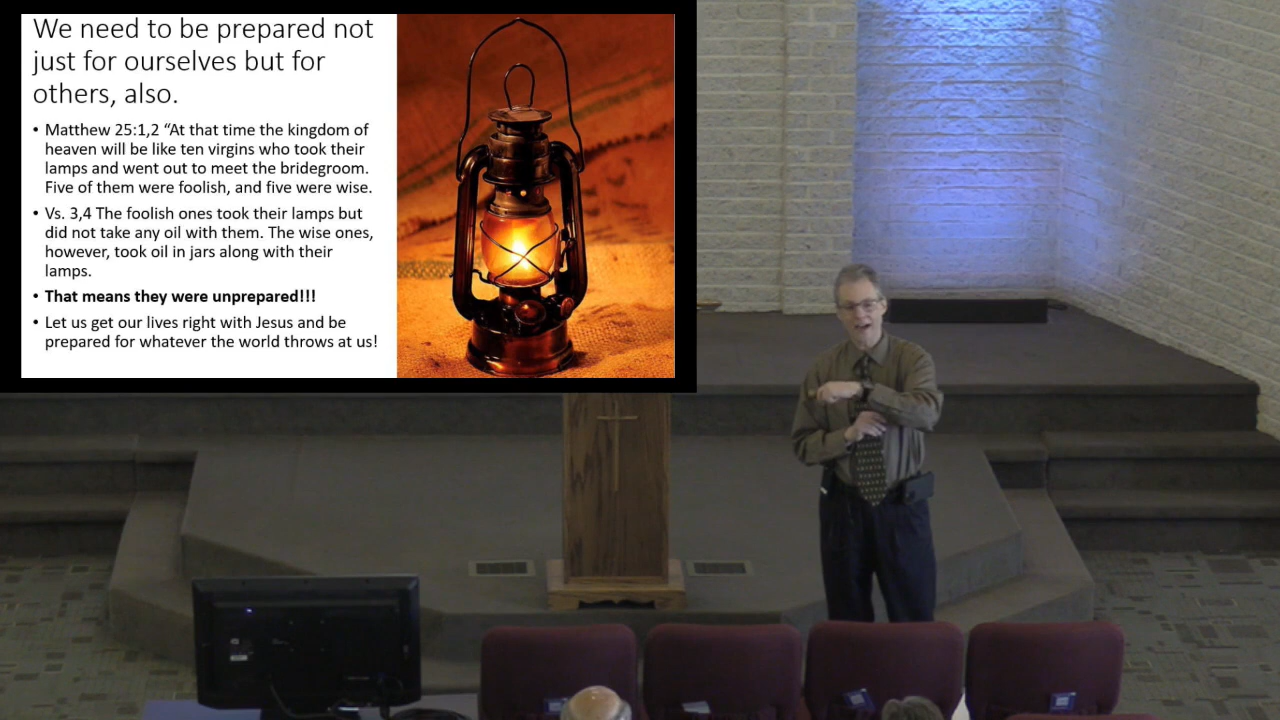 We need to be prepared not
just for ourselves but for
others, also.
• Matthew 25:1,2 “At that time the kingdom of
heaven will be like ten virgins who took their
lamps and went out to meet the bridegroom.
Five of them were foolish, and five were wise.
• Vs. 3,4 The foolish ones took their lamps but
did not take any oil with them. The wise ones,
however, took oil in jars along with their
lamps.
• That means they were unprepared!!!
• Let us get our lives right with Jesus and be
prepared for whatever the world throws at us!